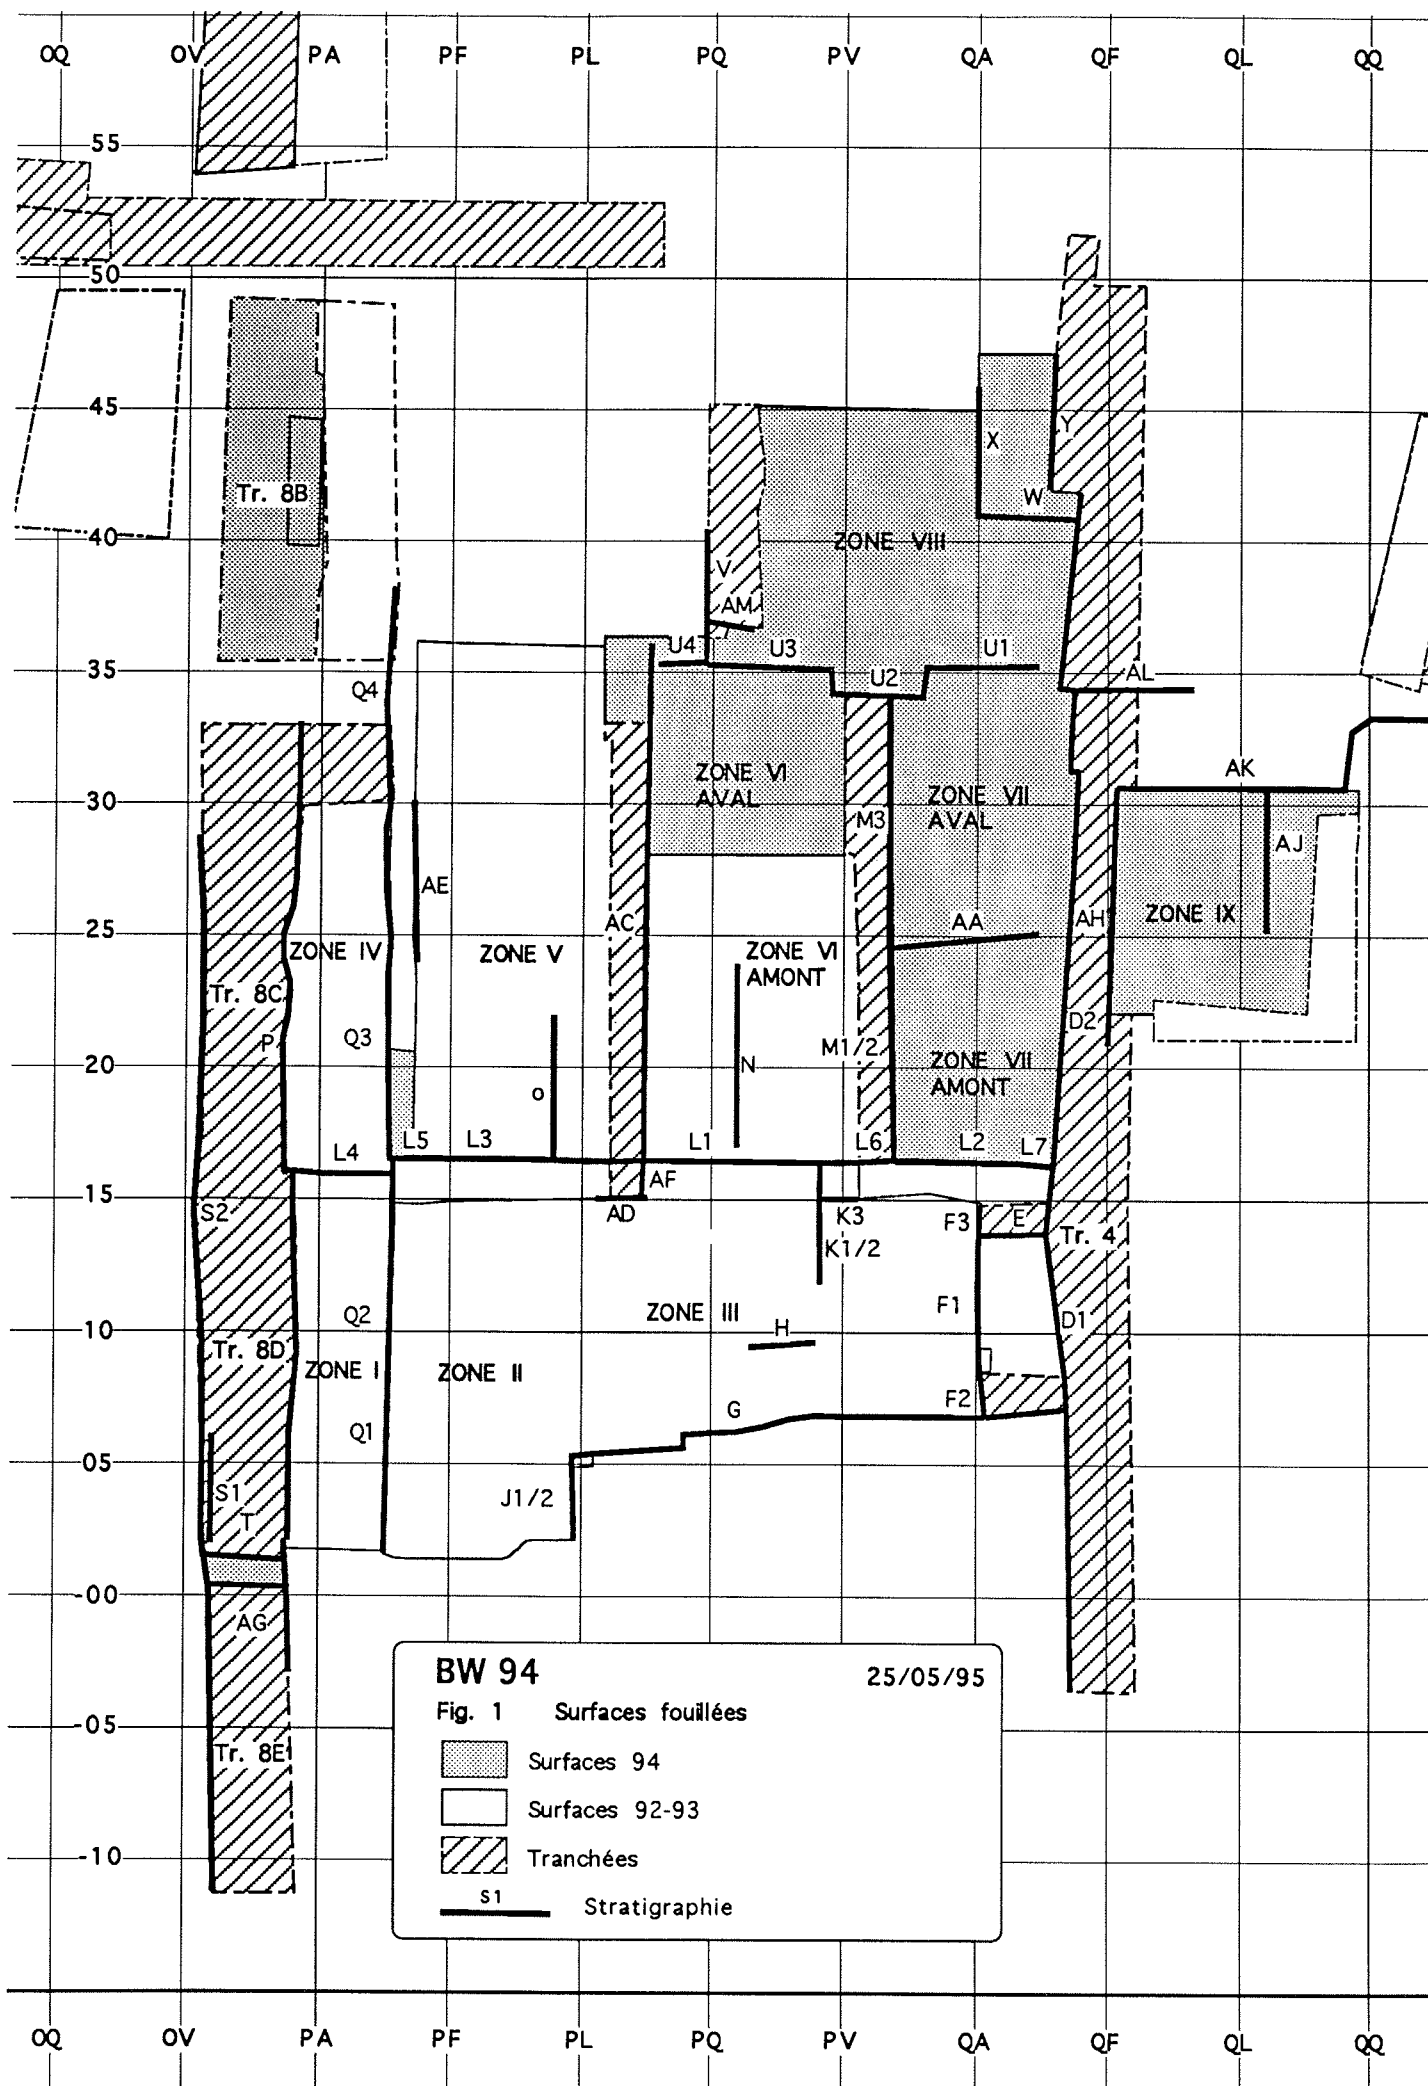 OQ OV PA PF PL PQ PV QA QF QL QQ
55
50
45
Y
X
Tr. 8B
W
40
ZONE VIII
V
AM
U4 U3 U1
35
U2 AL
Q4
AK
ZONE VI
AVAL
30
ZONE VII
AVAL
M3
AJ
AE
25
AC AA AH ZONE IX
ZONE IV ZONE V ZONE VI
AMONT
Tr. 8C
D2
P Q3 M1/2
20
N ZONE VII
AMONT
O
L4 L5 L3 L1 L6 L2 L7
AF
15
S2 AD K3 F3 E
Tr. 4
K1/2
Q2 ZONE III F1 D1
10
H
Tr. 8D ZONE I ZONE II
G F2
Q1
05
S1 J1/2
T
-00
AG
BW 94 25/05/95
Fig. 1 Surfaces fouillées
-05
Tr. 8E
Surfaces 94
Surfaces 92-93
-10
Tranchées
S1
Stratigraphie
OQ OV PA PF PL PQ PV QA QF QL QQ